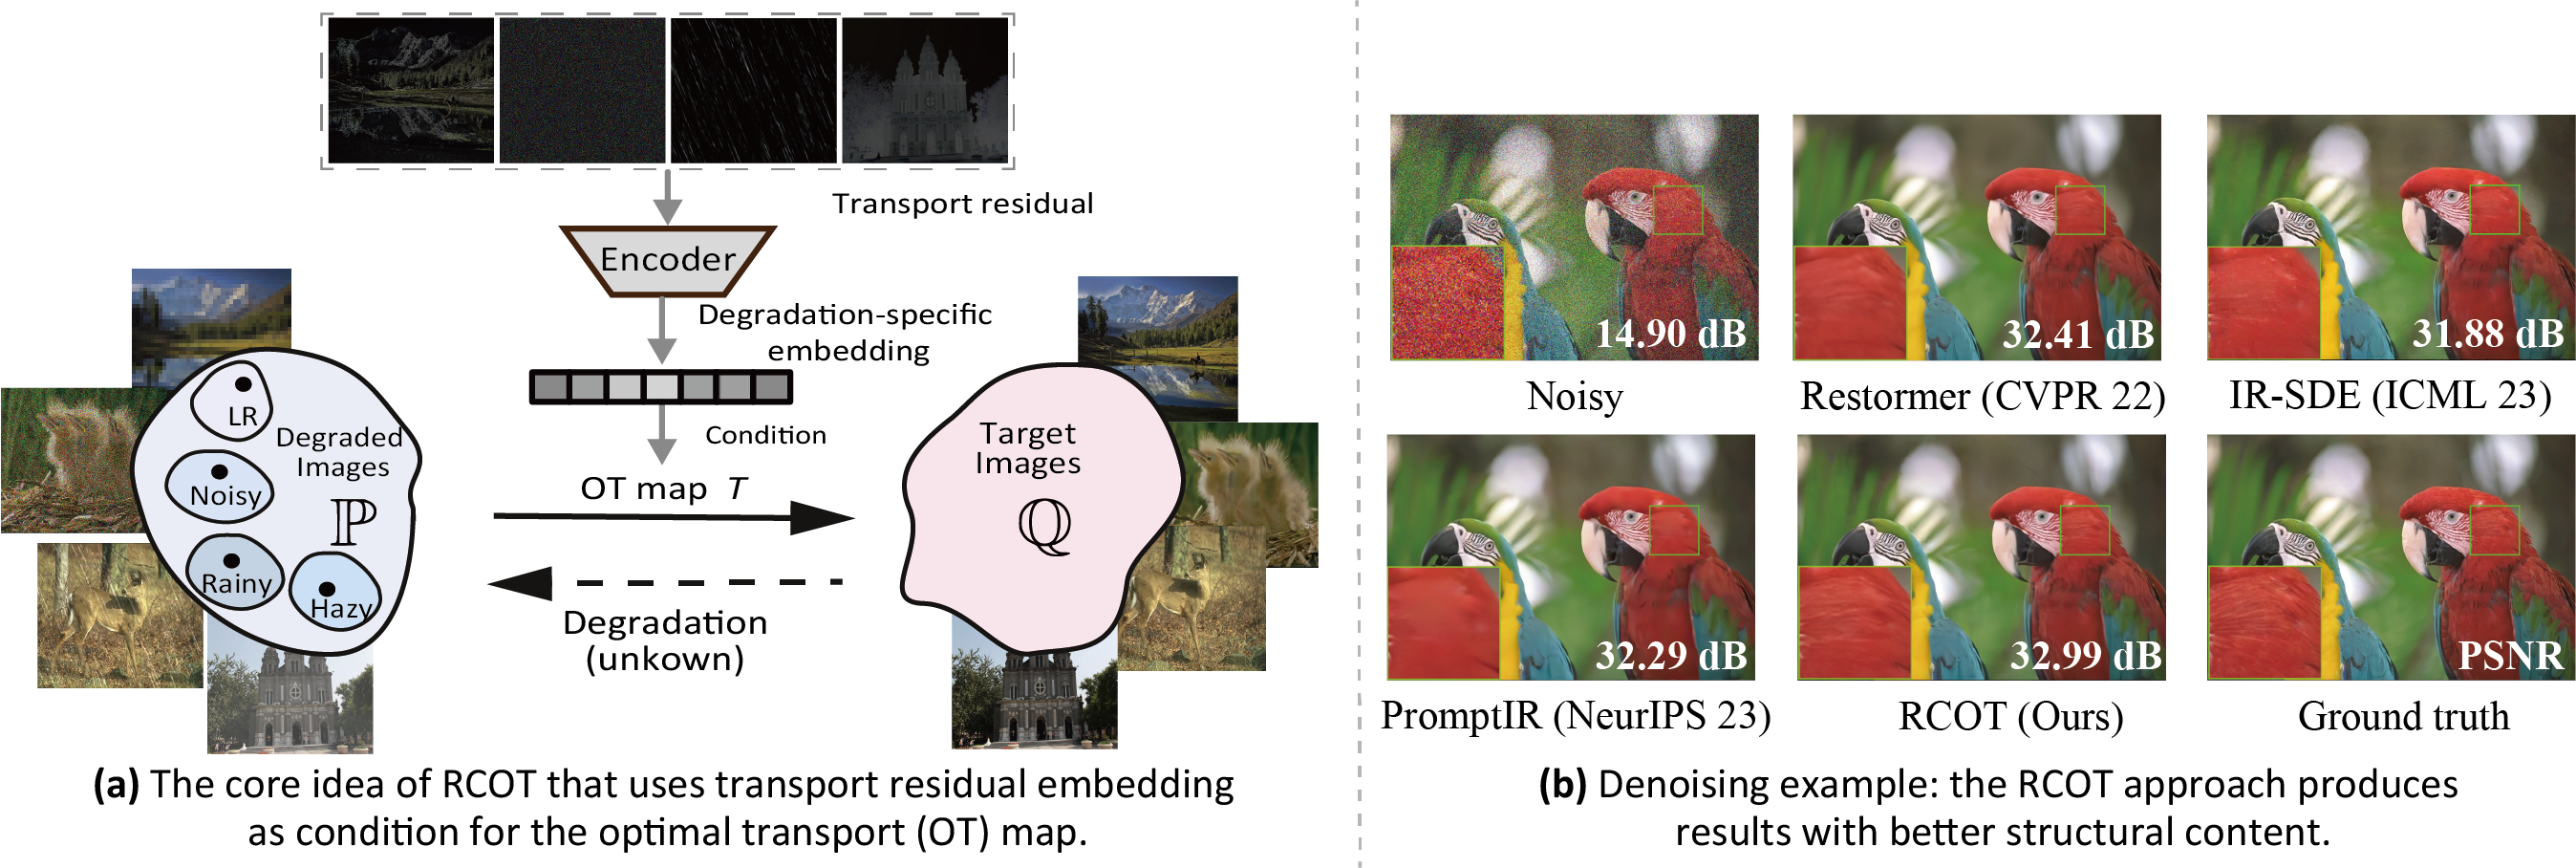 Transport residual
Encoder
Degradation-specific
embedding
Condition
OT map T
LR
Degraded
Images
Noisy
ℙ
Rainy
Hazy
Target
Images
ℚ
Degradation
(unkown)
(a) The core idea of RCOT that uses transport residual embedding
as condition for the optimal transport (OT) map.
14.90 dB
32.41 dB
31.88 dB
Noisy
Restormer (CVPR 22)
IR-SDE (ICML 23)
32.29 dB
32.99 dB
PSNR
PromptIR (NeurIPS 23)
RCOT (Ours)
Ground truth
(b) Denoising example: the RCOT approach produces
results with better structural content.